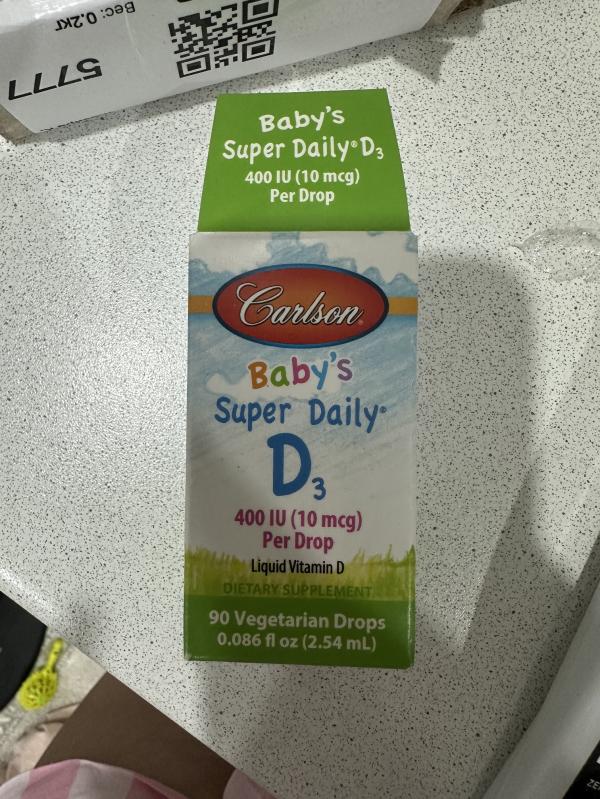 Вес: 0.2кг
5777
Baby's
Super Daily® D3
400 IU (10 mcg)
Per Drop
Carlson®
Baby's
Super Daily®
D3
400 IU (10 mcg)
Per Drop
Liquid Vitamin D
DIETARY SUPPLEMENT
90 Vegetarian Drops
0.086 fl oz (2.54 mL)